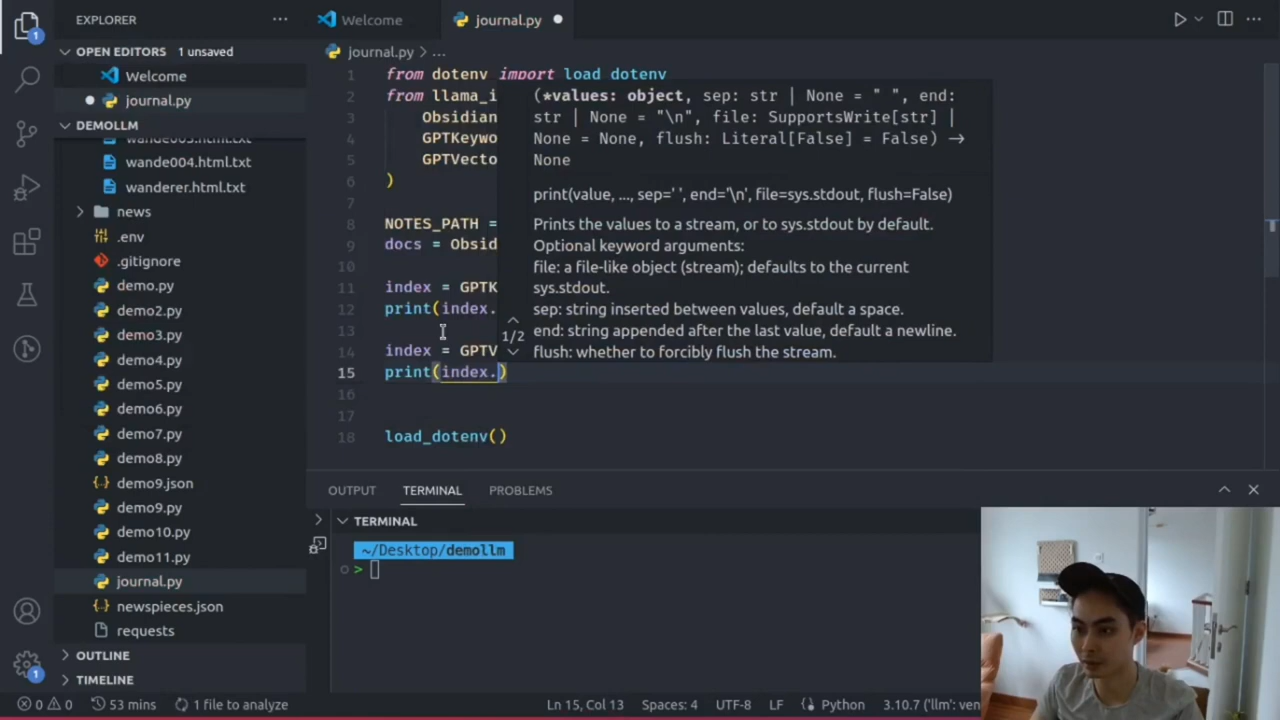 EXPLORER
Welcome
journal.py
OPEN EDITORS 1 unsaved
Welcome
journal.py
DEMOLLM
wande004.html.txt
wanderer.html.txt
news
.env
.gitignore
demo.py
demo2.py
demo3.py
demo4.py
demo5.py
demo6.py
demo7.py
demo8.py
demo9.json
demo9.py
demo10.py
demo11.py
journal.py
newspieces.json
requests
OUTLINE
TIMELINE
journal.py > ...
1 from dotenv import load_dotenv
2 from llama_i
3 Obsidian
4 GPTKeywo
5 GPTVecto
6 )
7
8 NOTES_PATH =
9 docs = Obsid
10
11 index = GPTK
12 print(index.
13
14 index = GPTV
15 print(index.)
16
17
18 load_dotenv()
(*values: object, sep: str | None = " ", end:
str | None = "\n", file: SupportsWrite[str] |
None = None, flush: Literal[False] = False) →
None
print(value, ..., sep=' ', end='\n', file=sys.stdout, flush=False)
Prints the values to a stream, or to sys.stdout by default.
Optional keyword arguments:
file: a file-like object (stream); defaults to the current
sys.stdout.
sep: string inserted between values, default a space.
end: string appended after the last value, default a newline.
flush: whether to forcibly flush the stream.
1/2
OUTPUT TERMINAL PROBLEMS
TERMINAL
~/Desktop/demollm
>
1
1
0 0 53 mins 1 file to analyze
Ln 15, Col 13 Spaces: 4 UTF-8 LF Python 3.10.7 ('llm': ven